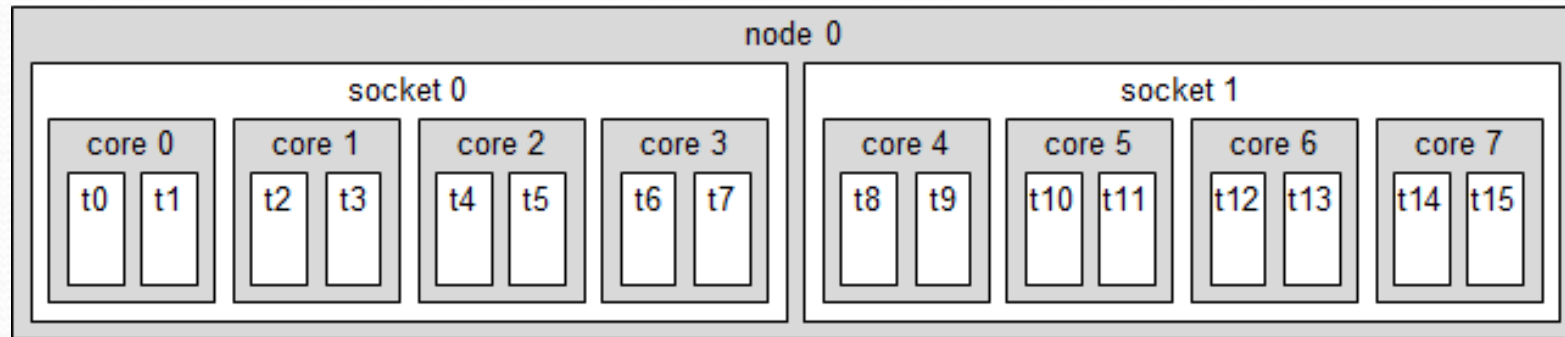 node 0
socket 0 socket 1
core 0 core 1 core 2 core 3 core 4 core 5 core 6 core 7
t0 t1 t2 t3 t4 t5 t6 t7 t8 t9 t10 t11 t12 t13 t14 t15